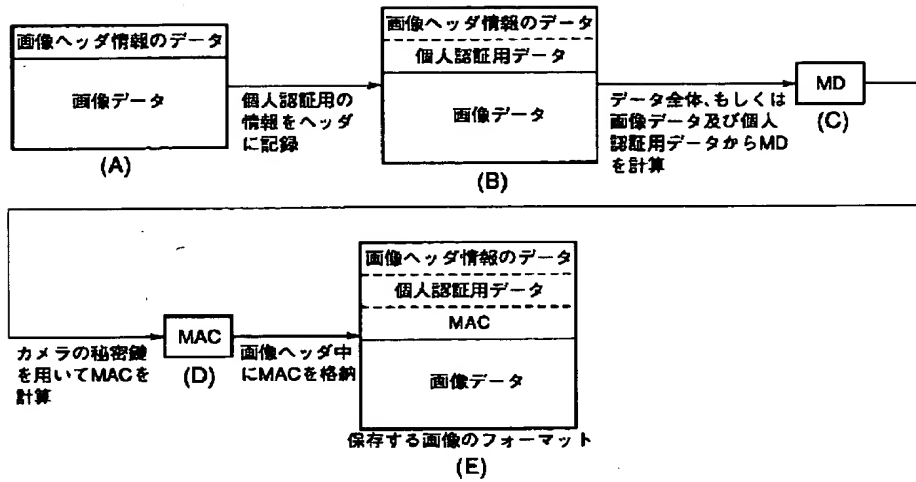 画像ヘッダ情報のデータ
画像データ
(A)
個人認証用の
情報をヘッダ
に記録
画像ヘッダ情報のデータ
個人認証用データ
画像データ
(B)
データ全体、もしくは
画像データ及び個人
認証用データからMD
を計算
MD
(C)
カメラの秘密鍵
を用いてMACを
計算
MAC
(D)
画像ヘッダ中
にMACを格納
画像ヘッダ情報のデータ
個人認証用データ
MAC
画像データ
保存する画像のフォーマット
(E)